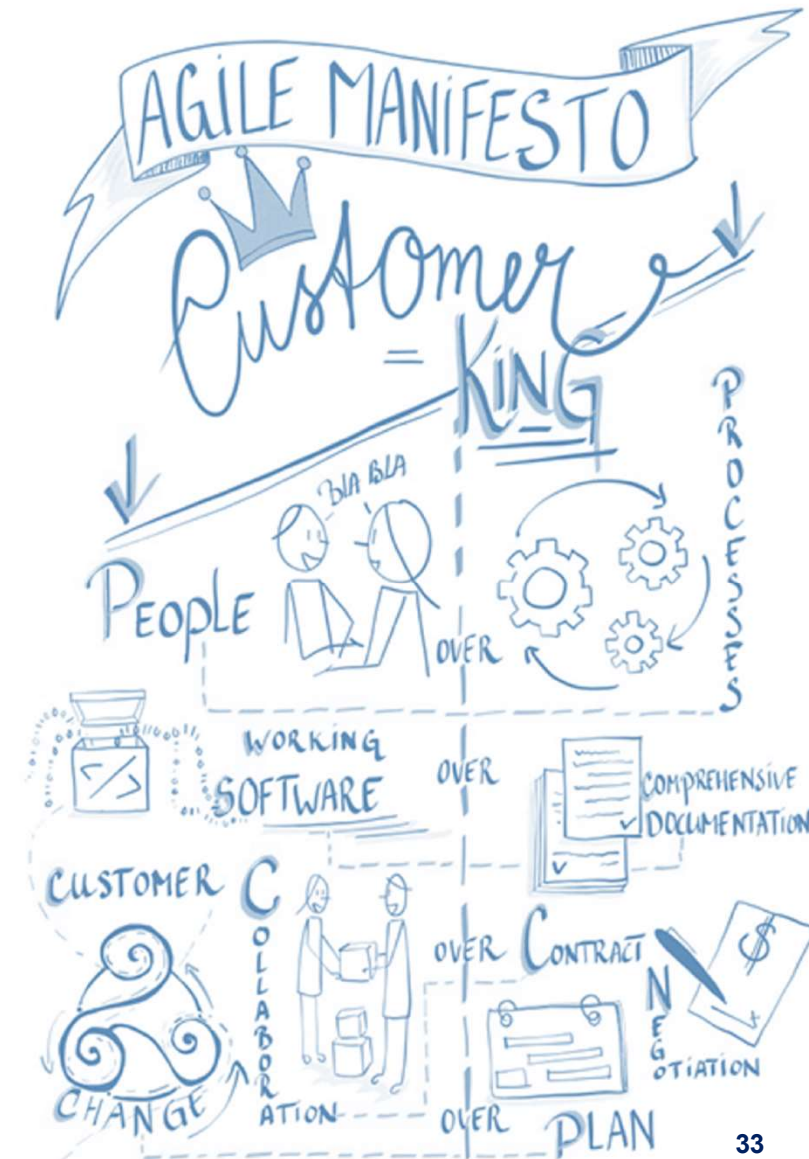 AGiLE MANiFESTO
Customer
=
KiNG
BLA BLA
PEOPLE
OVER
PROCESSES
WORKiNG
SOFTWARE
</>
OVER
COMPREHENSiVE
DOCUMENTATiON
CUSTOMER
COLLABORATiON
OVER
CONTRACT
NEGOTiATiON
$
CHANGE
OVER
PLAN
33